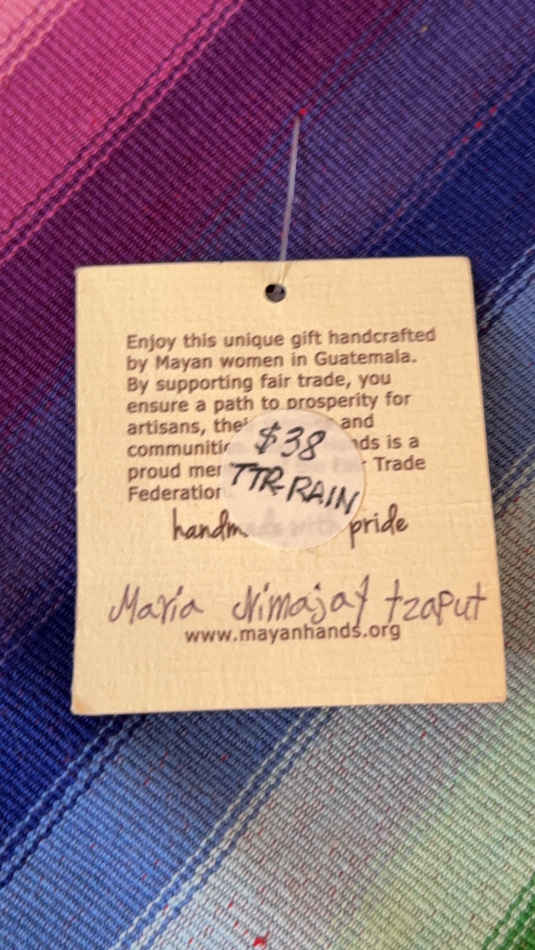 Enjoy this unique gift handcrafted
by Mayan women in Guatemala.
By supporting fair trade, you
ensure a path to prosperity for
artisans, and
is a
proud Trade
$38
TTR-RAIN
pride
Maria Nimajay tzaput
www.mayanhands.org